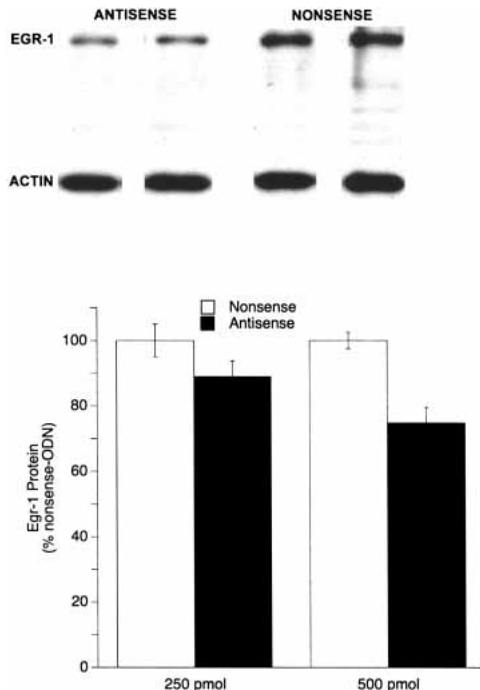 ANTISENSE NONSENSE
EGR-1
ACTIN
Nonsense
Antisense
100
80
60
40
20
0
Egr-1 Protein
(% nonsense-ODN)
250 pmol 500 pmol